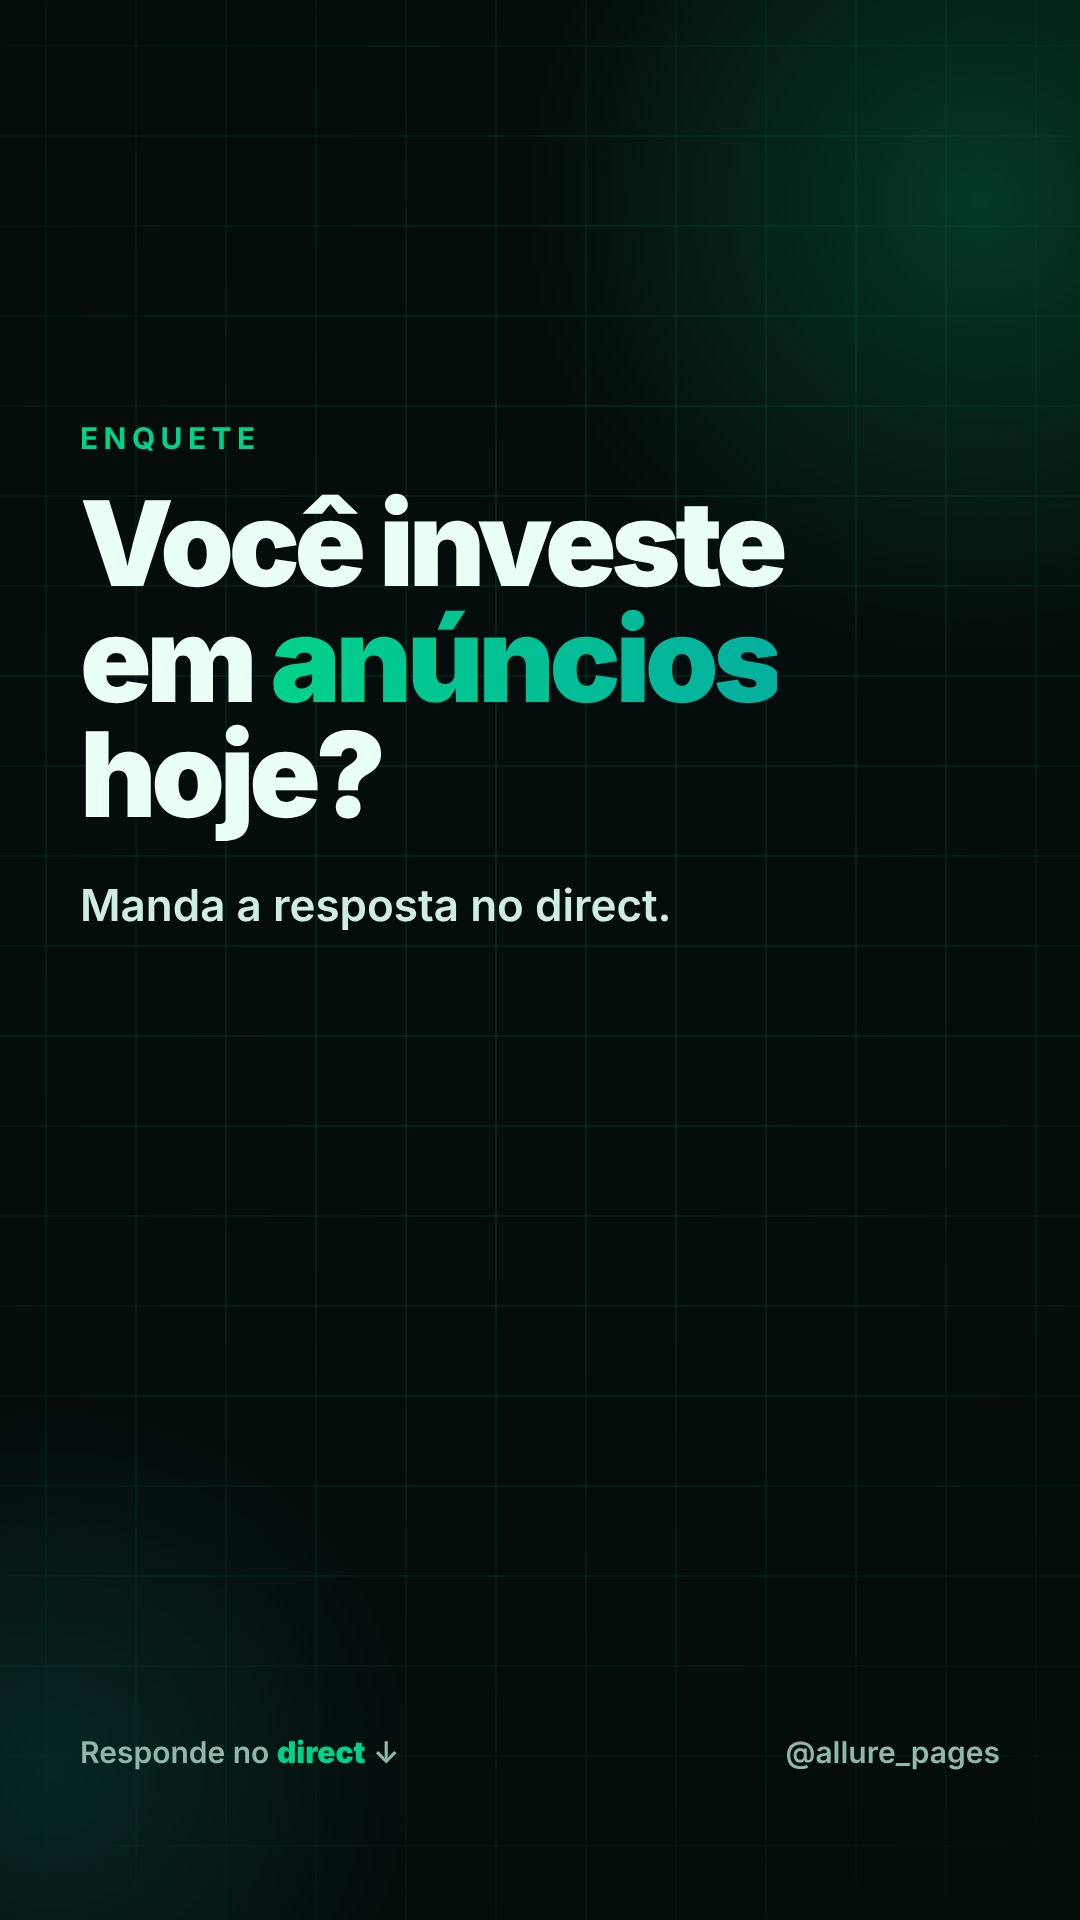 ENQUETE
Você investe
em anúncios
hoje?
Manda a resposta no direct.
Responde no direct ↓
@allure_pages